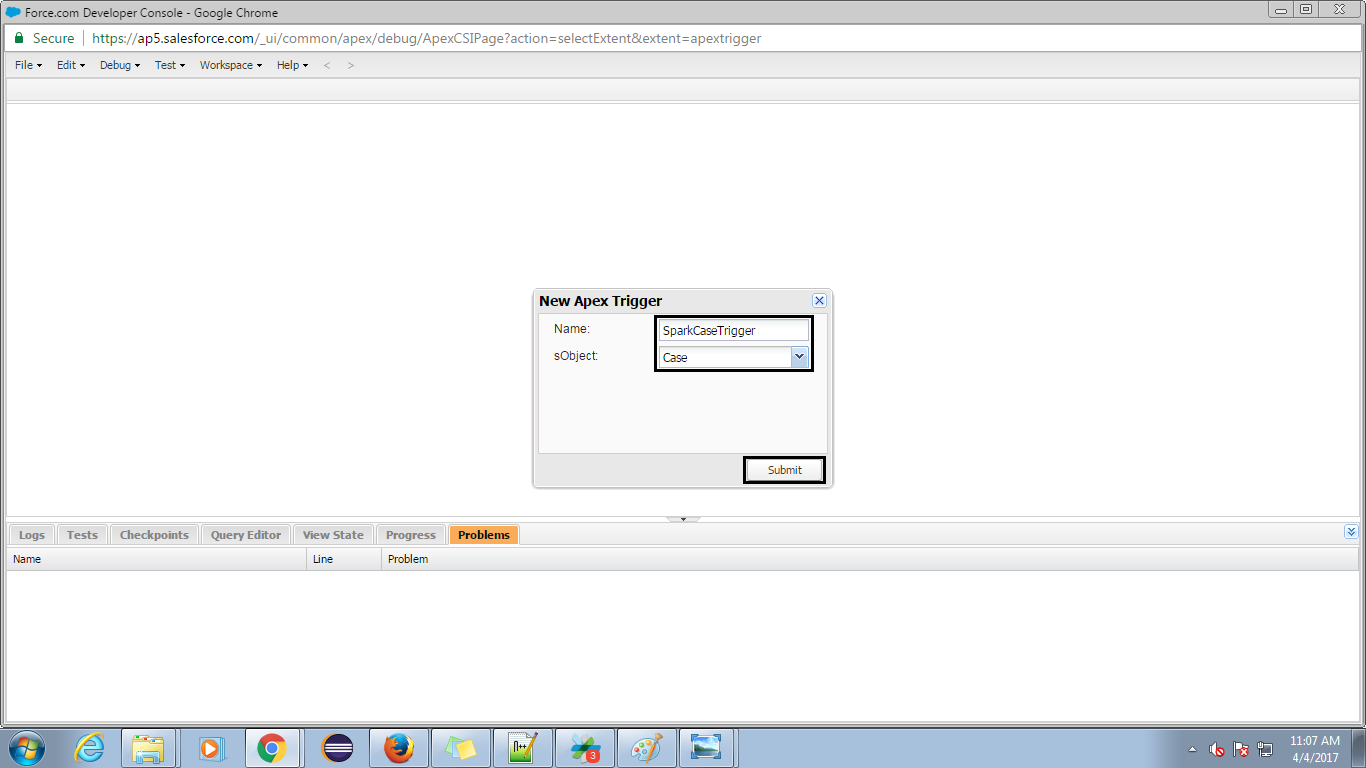 Force.com Developer Console - Google Chrome
Secure https://ap5.salesforce.com/_ui/common/apex/debug/ApexCSIPage?action=selectExtent&extent=apextrigger
File Edit Debug Test Workspace Help < >
New Apex Trigger
Name: SparkCaseTrigger
sObject: Case
Submit
Logs Tests Checkpoints Query Editor View State Progress Problems
Name Line Problem
N++
3
11:07 AM
4/4/2017